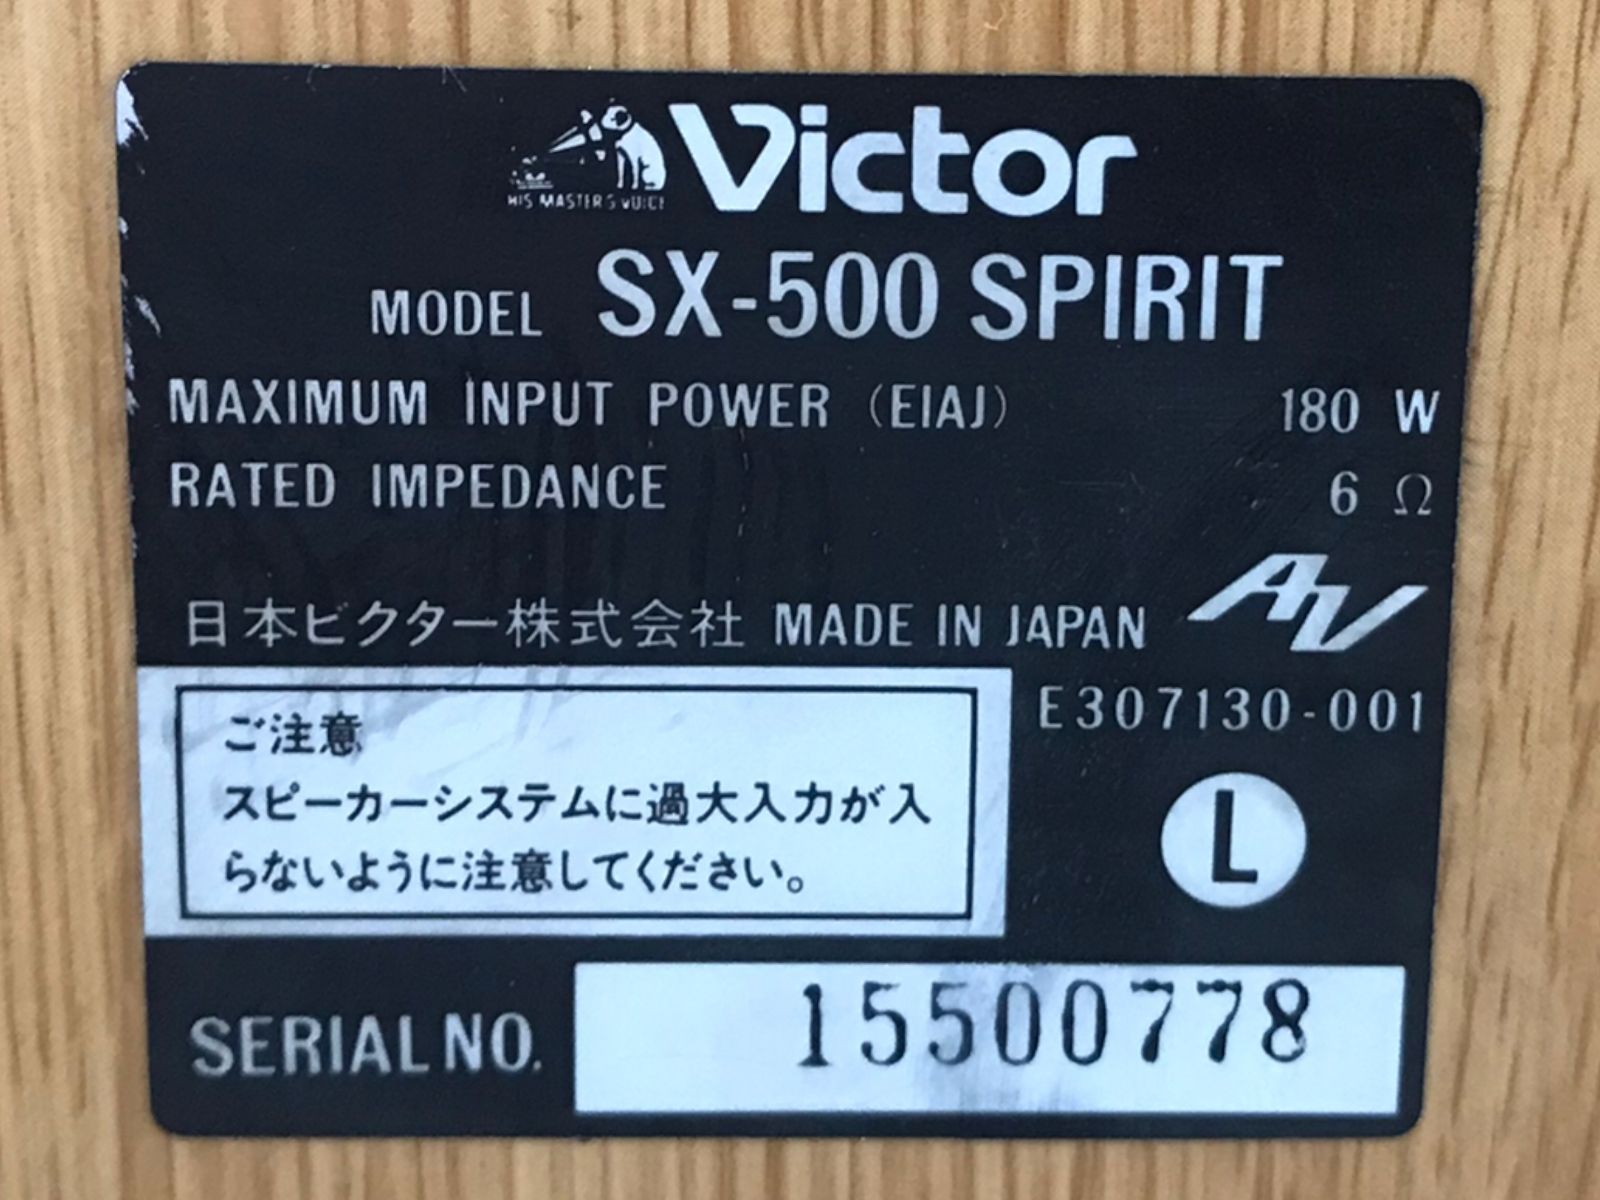 Victor
HIS MASTER'S VOICE
MODEL SX-500 SPIRIT
MAXIMUM INPUT POWER (EIAJ) 180 W
RATED IMPEDANCE 6 Ω
日本ビクター株式会社 MADE IN JAPAN AV
E307130-001
ご注意
スピーカーシステムに過大入力が入
らないように注意してください。
L
SERIAL NO. 15500778